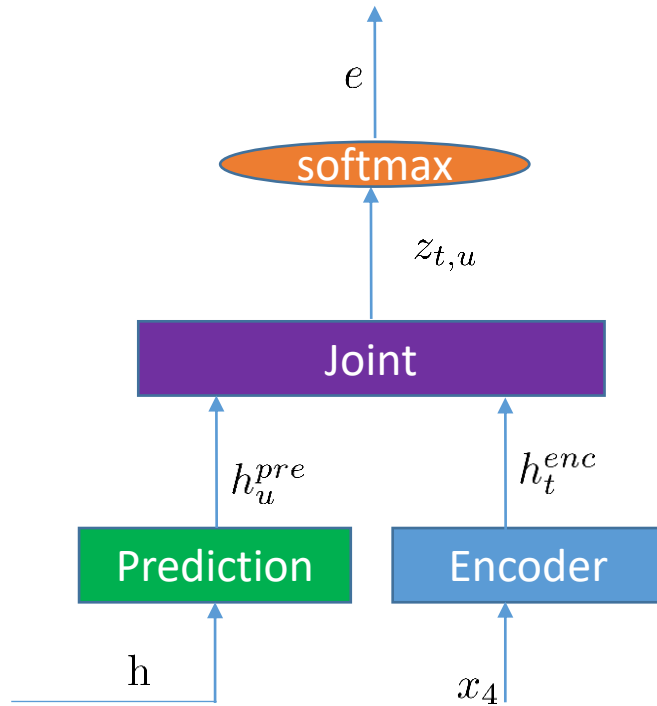 e
softmax
z_{t,u}
Joint
h_u^{pre} h_t^{enc}
Prediction Encoder
h x_4